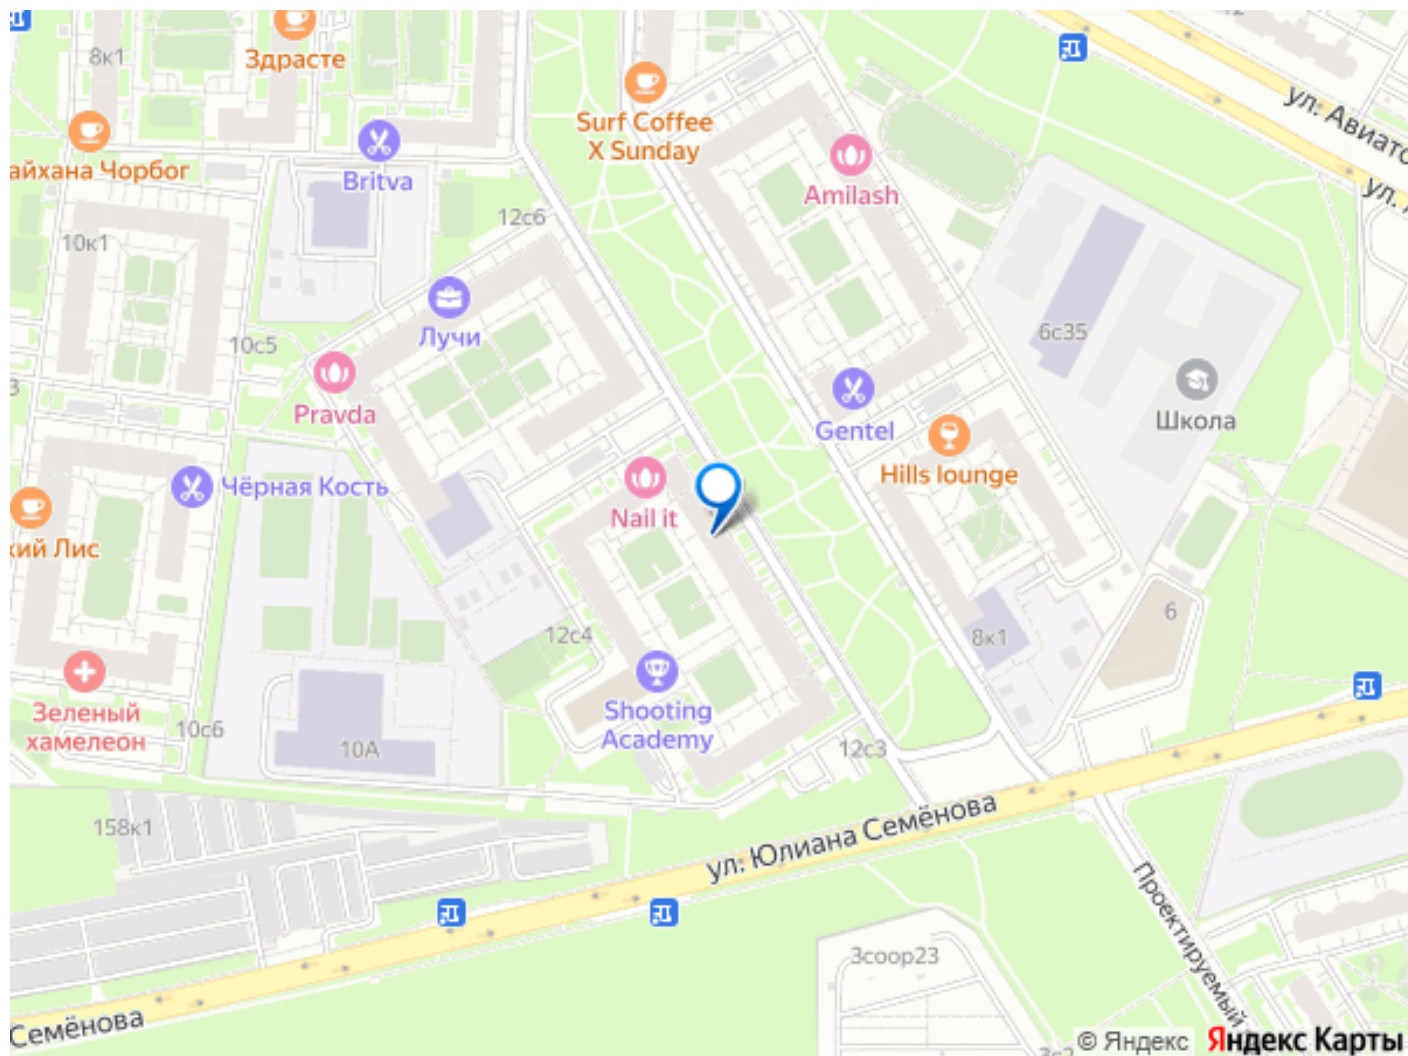 8к1
Здрасте
айхана Чорбог
Britva
Surf Coffee
X Sunday
Amilash
ул. Авиато
ул.
12с6
10к1
Лучи
10с5
6с35
Pravda
Школа
Gentel
Hills lounge
Чёрная Кость
Nail it
кий Лис
12с4
8к1
6
Зеленый
хамелеон
10с6
10А
Shooting
Academy
12с3
158к1
ул. Юлиана Семёнова
Проектируемый
3соор23
Семёнова
© Яндекс Яндекс Карты